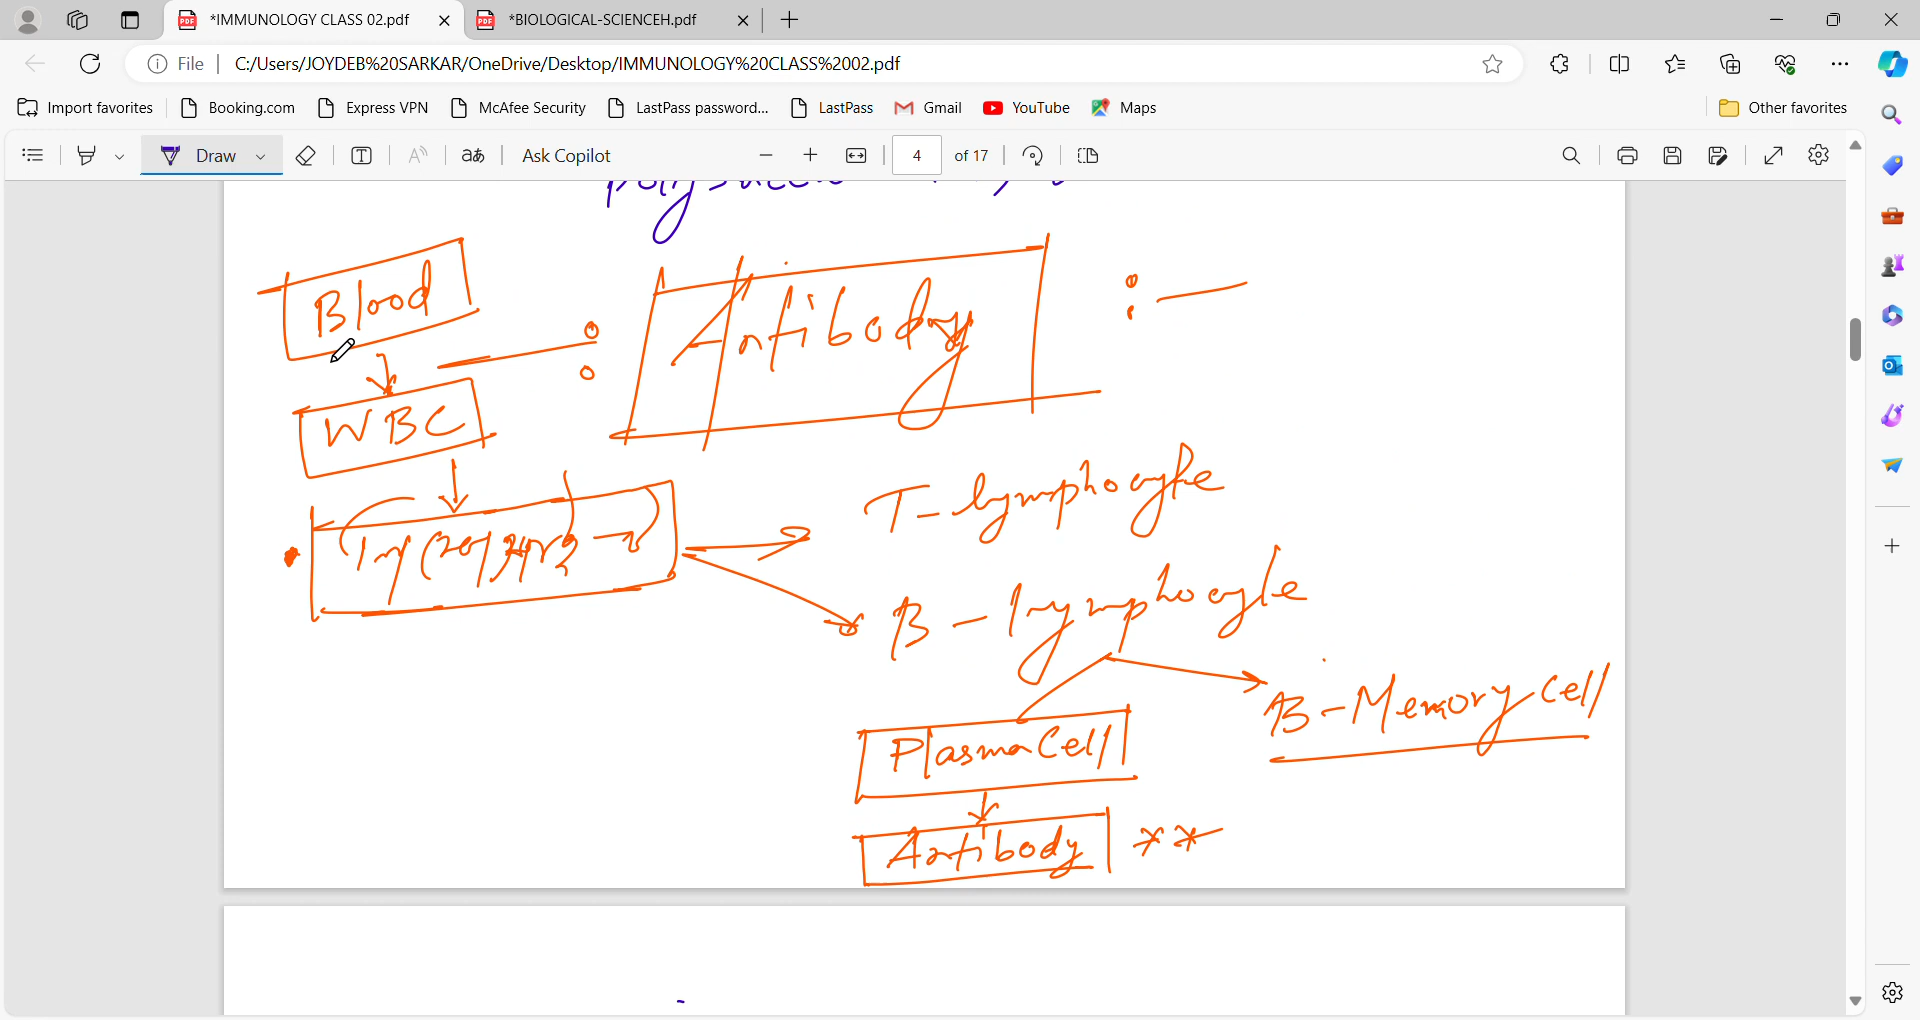 *IMMUNOLOGY CLASS 02.pdf
*BIOLOGICAL-SCIENCEH.pdf
File
C:/Users/JOYDEB%20SARKAR/OneDrive/Desktop/IMMUNOLOGY%20CLASS%2002.pdf
Import favorites
Booking.com
Express VPN
McAfee Security
LastPass password...
LastPass
Gmail
YouTube
Maps
Other favorites
Draw
Ask Copilot
4 of 17
Blood
:- Antibody :-
WBC
T-lymphocyte
B-lymphocyte
B-Memory Cell
Plasma Cell
Antibody **